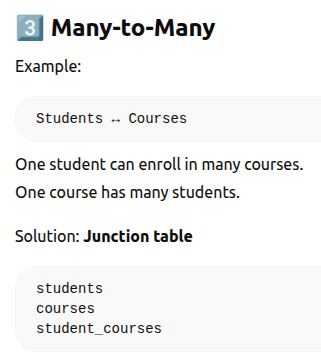 3️⃣ Many-to-Many
Example:
Students ↔ Courses
One student can enroll in many courses.
One course has many students.
Solution: Junction table
students
courses
student_courses